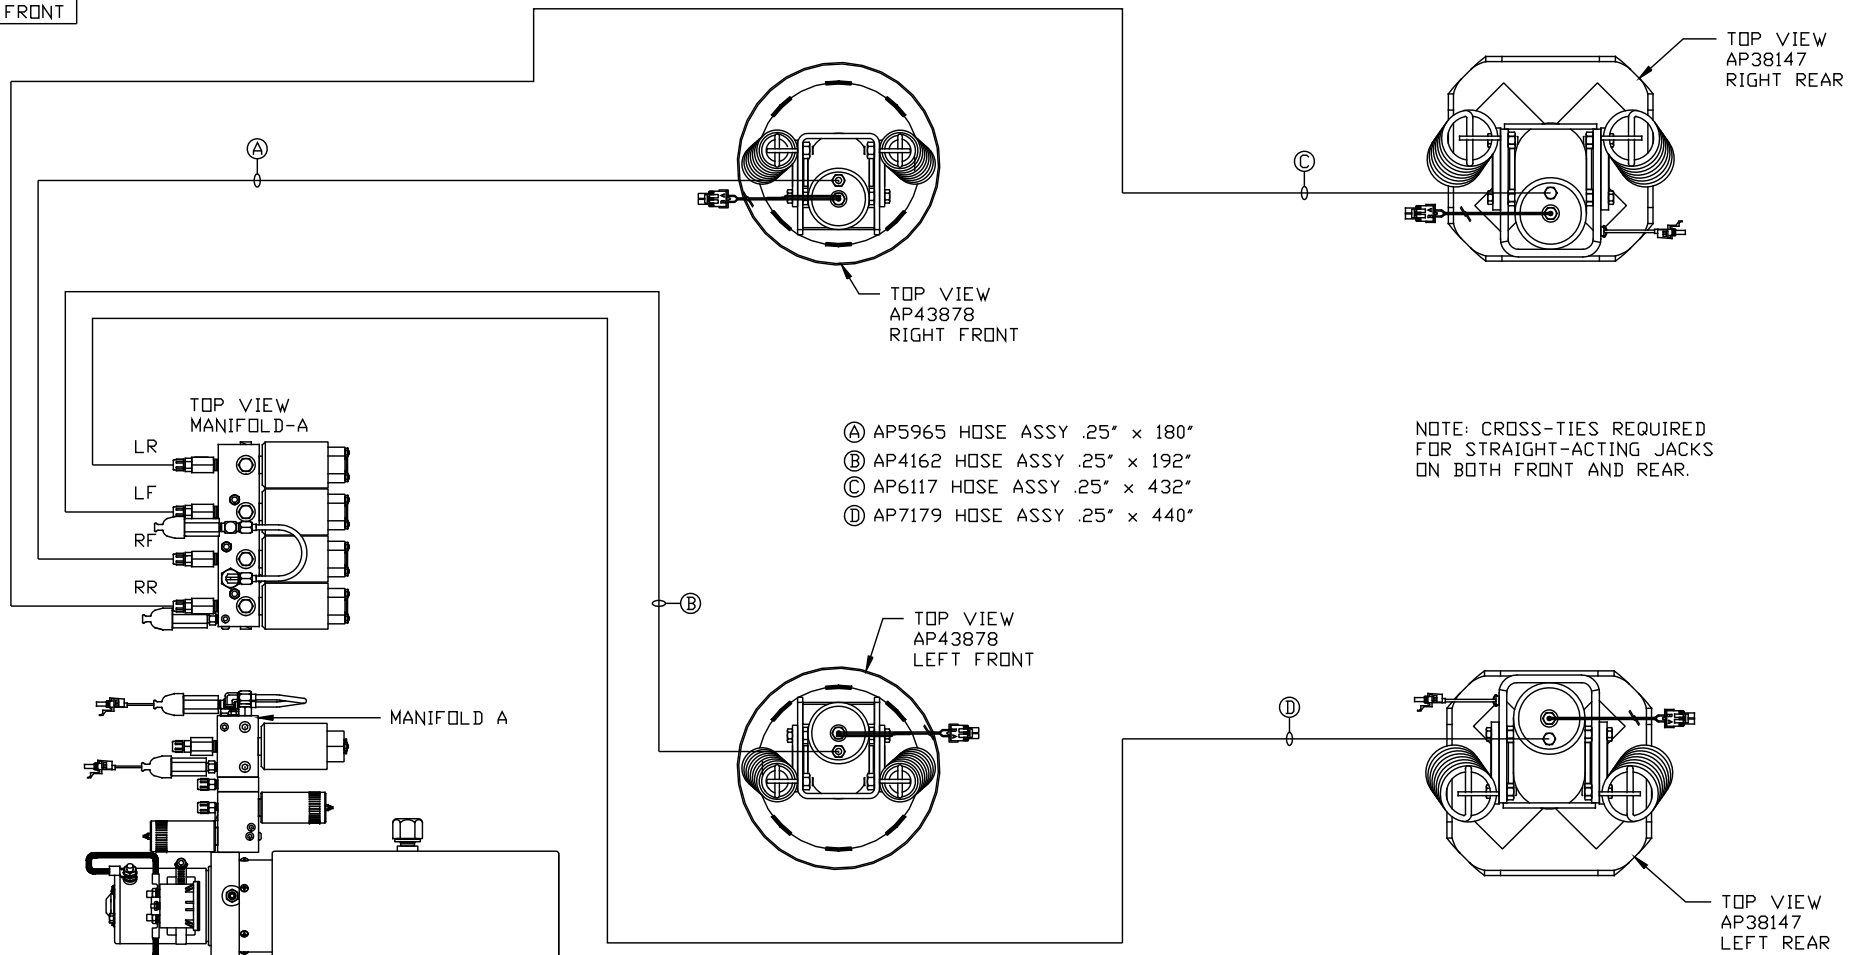 FRONT
TOP VIEW
AP38147
RIGHT REAR
A
C
TOP VIEW
AP43878
RIGHT FRONT
TOP VIEW
MANIFOLD-A
LR
LF
RF
RR
A AP5965 HOSE ASSY .25" x 180"
B AP4162 HOSE ASSY .25" x 192"
C AP6117 HOSE ASSY .25" x 432"
D AP7179 HOSE ASSY .25" x 440"
NOTE: CROSS-TIES REQUIRED
FOR STRAIGHT-ACTING JACKS
ON BOTH FRONT AND REAR.
B
TOP VIEW
AP43878
LEFT FRONT
MANIFOLD A
D
TOP VIEW
AP38147
LEFT REAR